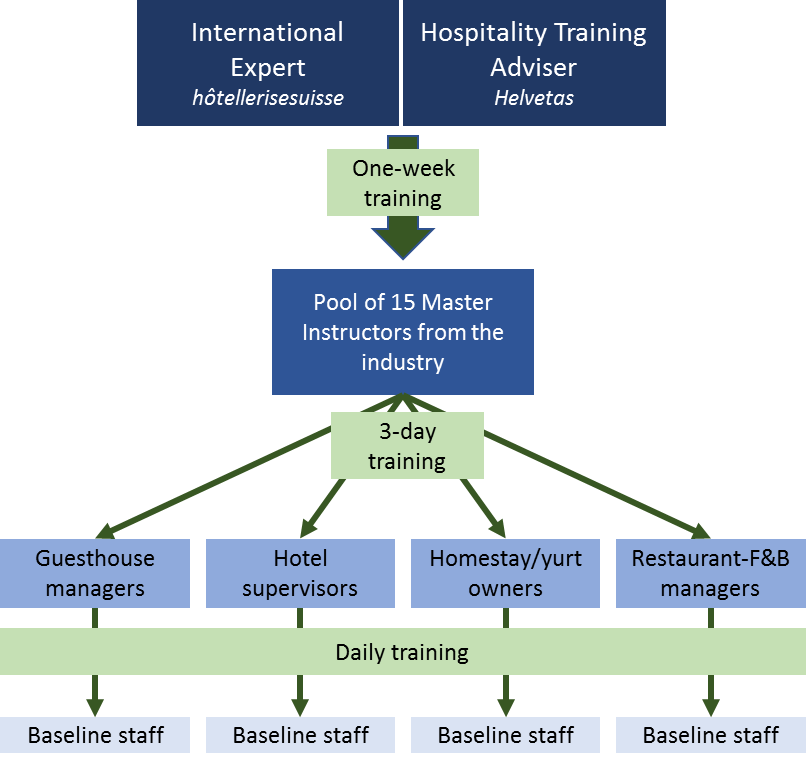 International
Expert
hôtellerisesuisse
Hospitality Training
Adviser
Helvetas
One-week
training
Pool of 15 Master
Instructors from the
industry
3-day
training
Guesthouse
managers
Hotel
supervisors
Homestay/yurt
owners
Restaurant-F&B
managers
Daily training
Baseline staff
Baseline staff
Baseline staff
Baseline staff